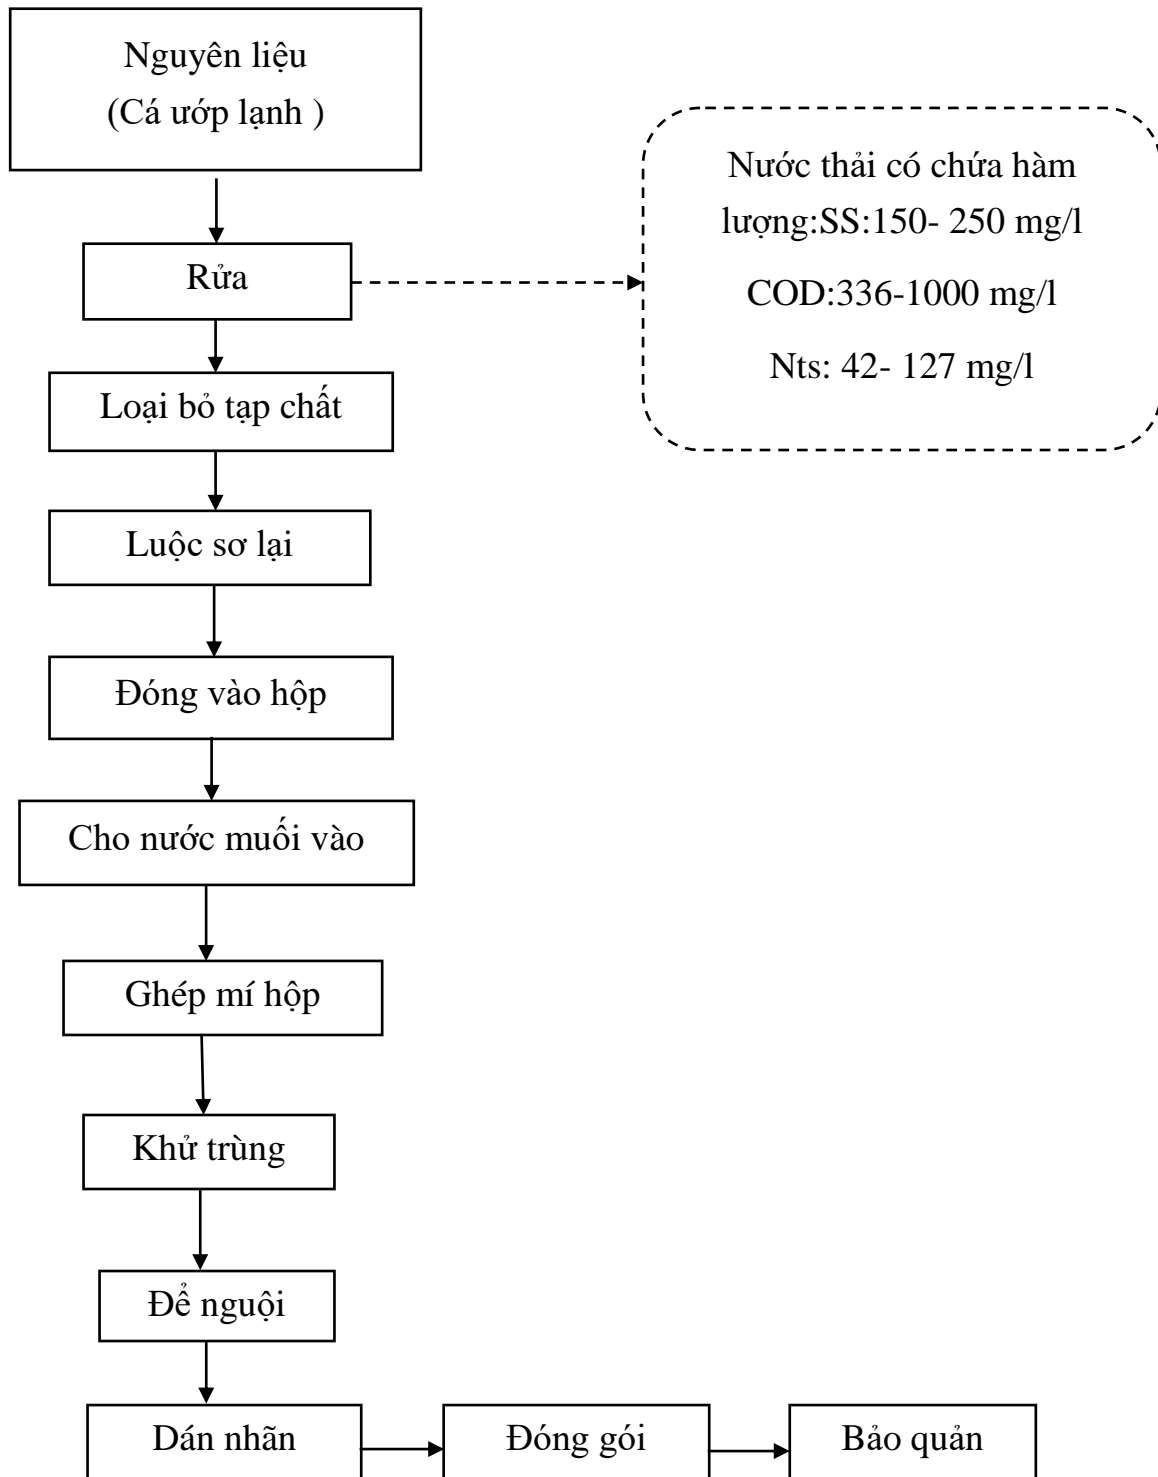 Nguyên liệu
(Cá ướp lạnh )
Nước thải có chứa hàm
lượng:SS:150- 250 mg/l
COD:336-1000 mg/l
Nts: 42- 127 mg/l
Rửa
Loại bỏ tạp chất
Luộc sơ lại
Đóng vào hộp
Cho nước muối vào
Ghép mí hộp
Khử trùng
Để nguội
Dán nhãn
Đóng gói
Bảo quản